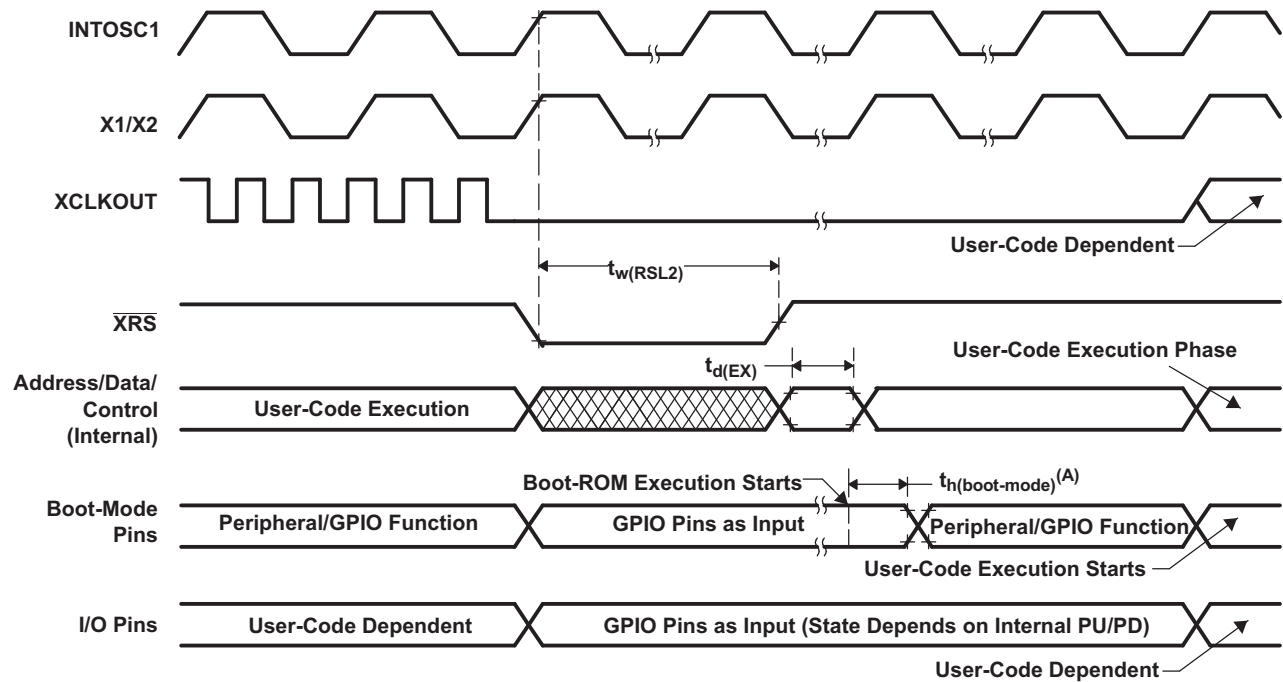 INTOSC1
X1/X2
XCLKOUT
User-Code Dependent
tw(RSL2)
XRS
User-Code Execution Phase
td(EX)
Address/Data/
Control
(Internal)
User-Code Execution
Boot-ROM Execution Starts
th(boot-mode)(A)
Boot-Mode
Pins
Peripheral/GPIO Function
GPIO Pins as Input
Peripheral/GPIO Function
User-Code Execution Starts
I/O Pins
User-Code Dependent
GPIO Pins as Input (State Depends on Internal PU/PD)
User-Code Dependent